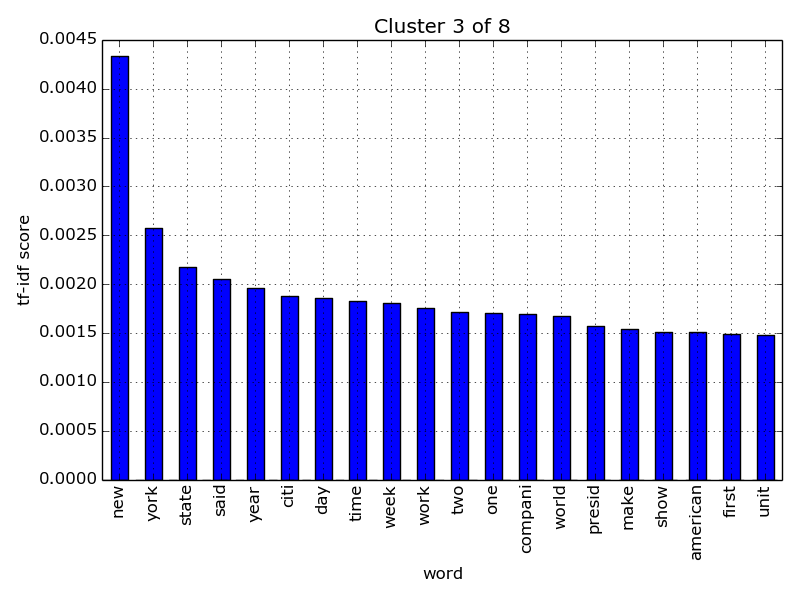 Cluster 3 of 8
0.0045
0.0040
0.0035
0.0030
0.0025
0.0020
0.0015
0.0010
0.0005
0.0000
tf-idf score
new york state said year citi day time week work two one compani world presid make show american first unit
word